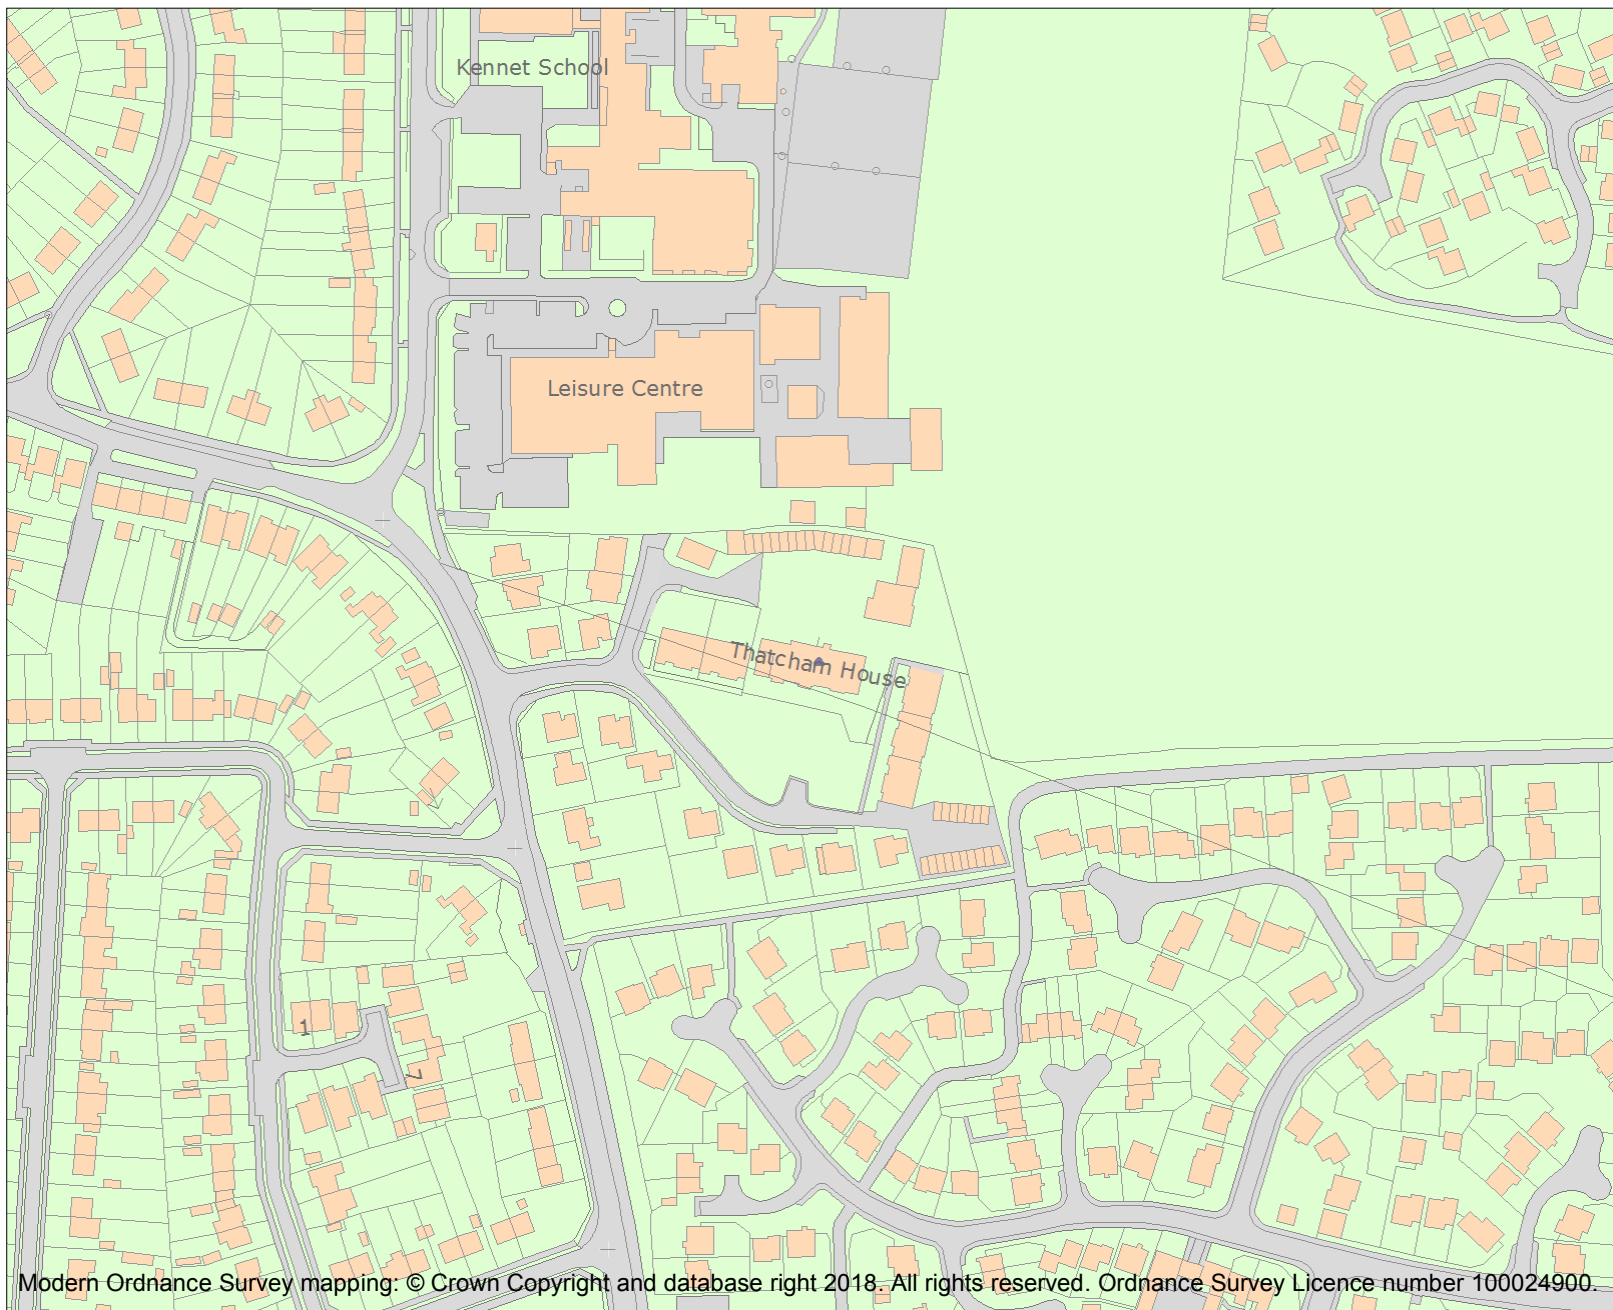 Kennet School
Leisure Centre
Thatcham House
1
7
Modern Ordnance Survey mapping: © Crown Copyright and database right 2018. All rights reserved. Ordnance Survey Licence number 100024900.